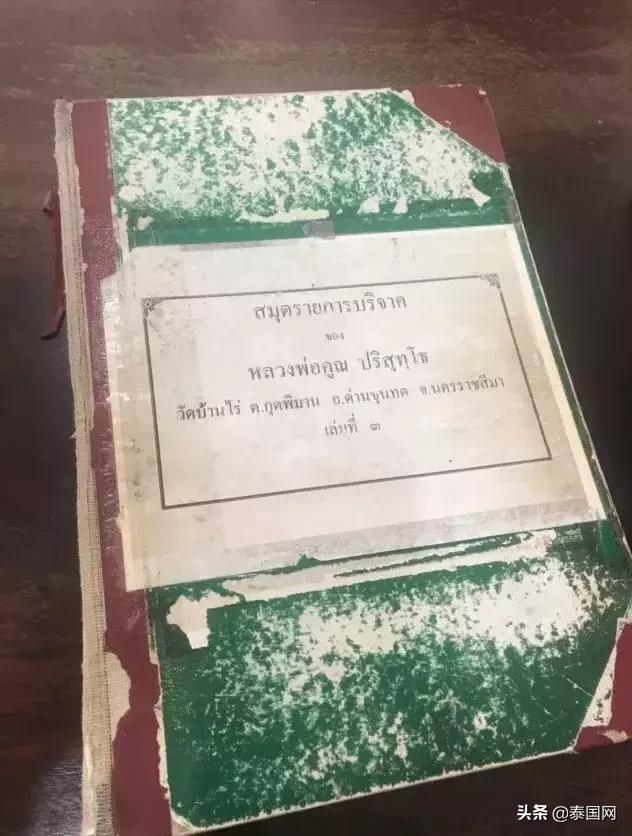 สมุดรายการบริจาค
ของ
หลวงพ่อคูณ ปริสุทฺโธ
วัดบ้านไร่ ต.กุดพิมาน อ.ด่านขุนทด จ.นครราชสีมา
เล่มที่ ๓
头条 @泰国网